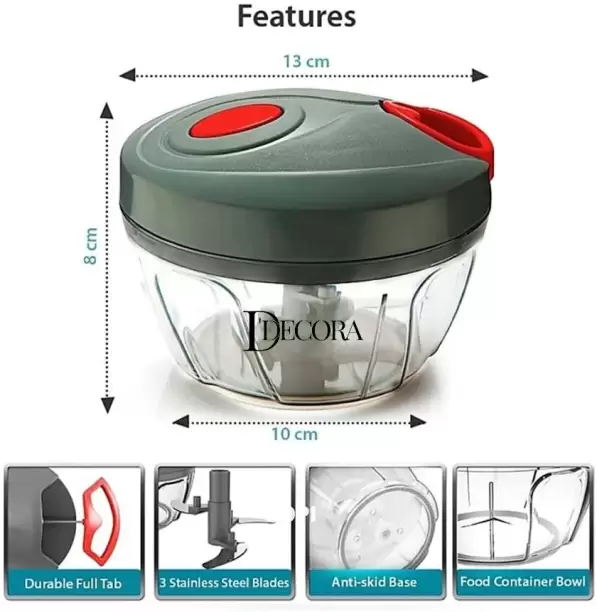 Features
13 cm
8 cm
DDECORA
10 cm
Durable Full Tab
3 Stainless Steel Blades
Anti-skid Base
Food Container Bowl